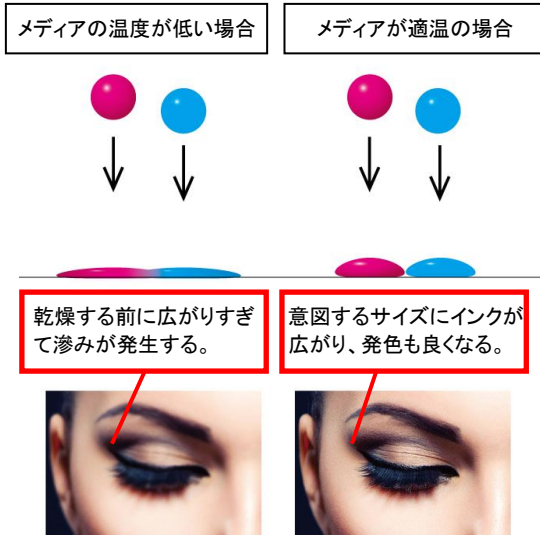 メディアの温度が低い場合
メディアが適温の場合
乾燥する前に広がりすぎ
て滲みが発生する。
意図するサイズにインクが
広がり、発色も良くなる。